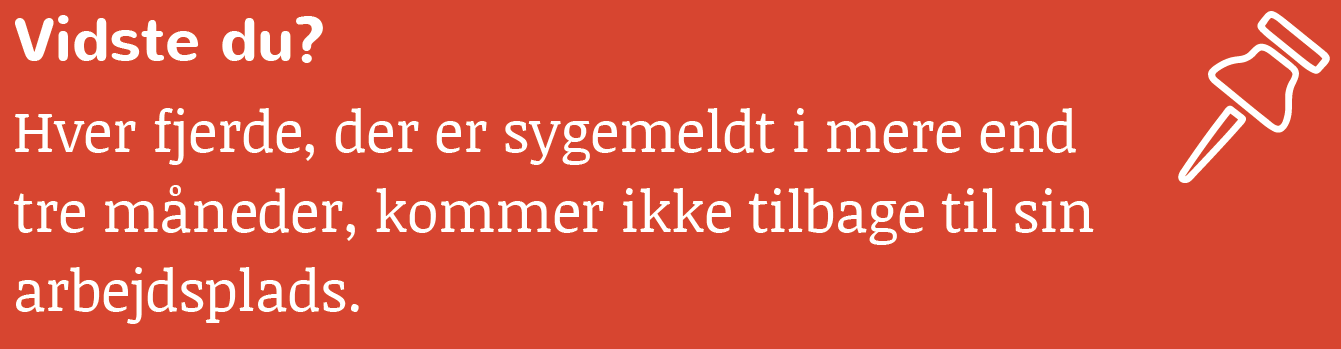 Vidste du?
Hver fjerde, der er sygemeldt i mere end
tre måneder, kommer ikke tilbage til sin
arbejdsplads.